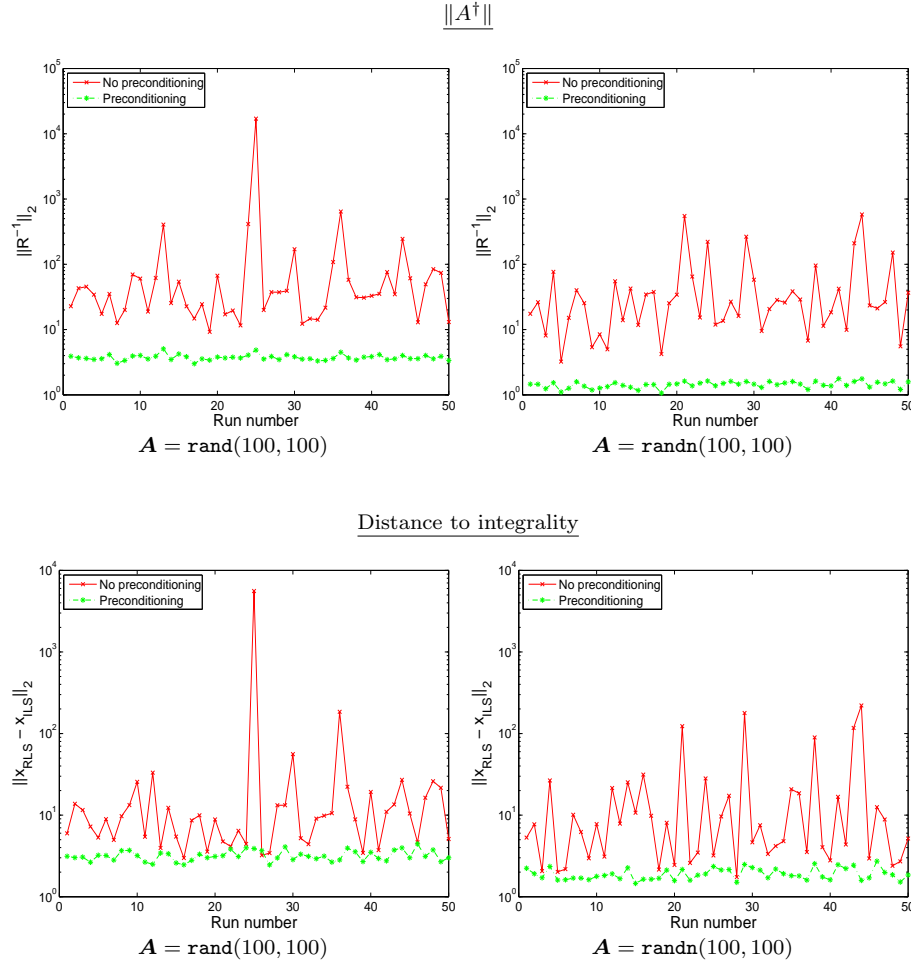 ‖A†‖
No preconditioning
Preconditioning
10^5
10^4
10^3
10^2
10^1
10^0
||R^−1||_2
0 10 20 30 40 50
Run number
A = rand(100, 100)
No preconditioning
Preconditioning
10^5
10^4
10^3
10^2
10^1
10^0
||R^−1||_2
0 10 20 30 40 50
Run number
A = randn(100, 100)
Distance to integrality
No preconditioning
Preconditioning
10^4
10^3
10^2
10^1
10^0
||x_RLS − x_ILS||_2
0 10 20 30 40 50
Run number
A = rand(100, 100)
No preconditioning
Preconditioning
10^4
10^3
10^2
10^1
10^0
||x_RLS − x_ILS||_2
0 10 20 30 40 50
Run number
A = randn(100, 100)